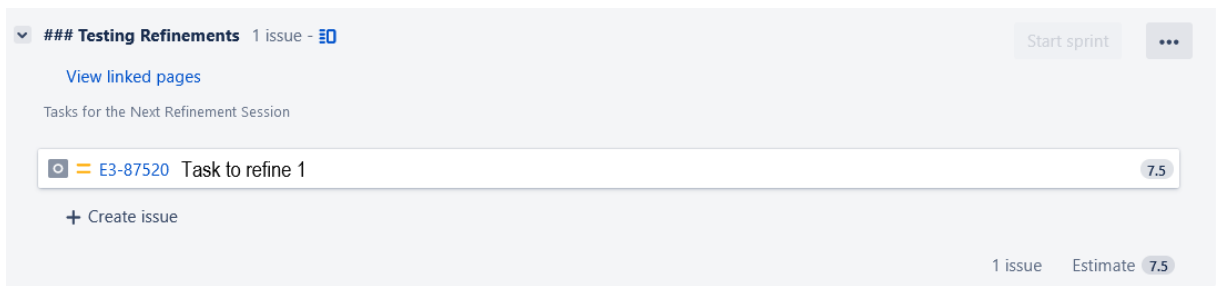 ### Testing Refinements 1 issue -
Start sprint
View linked pages
Tasks for the Next Refinement Session
E3-87520 Task to refine 1 7.5
+ Create issue
1 issue Estimate 7.5